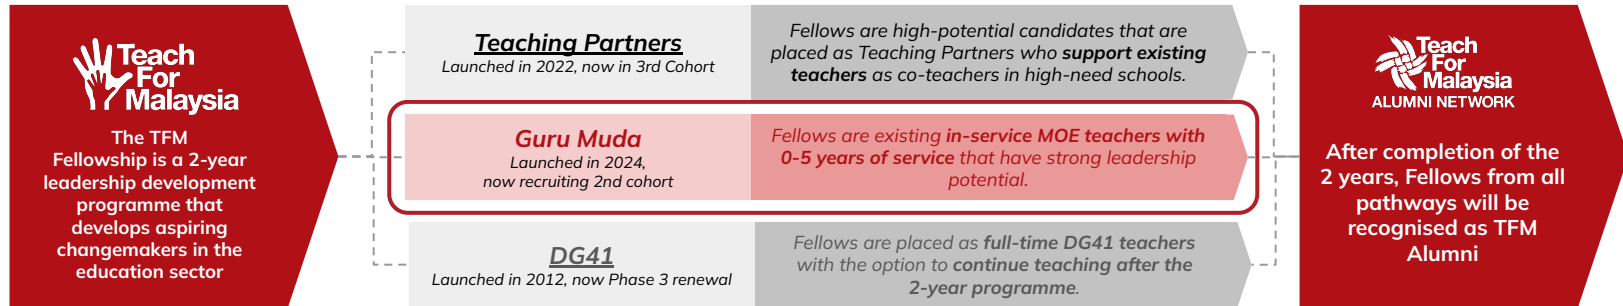 Teach
For
Malaysia
The TFM
Fellowship is a 2-year
leadership development
programme that
develops aspiring
changemakers in the
education sector
Teaching Partners
Launched in 2022, now in 3rd Cohort
Fellows are high-potential candidates that are
placed as Teaching Partners who support existing
teachers as co-teachers in high-need schools.
Guru Muda
Launched in 2024,
now recruiting 2nd cohort
Fellows are existing in-service MOE teachers with
0-5 years of service that have strong leadership
potential.
DG41
Launched in 2012, now Phase 3 renewal
Fellows are placed as full-time DG41 teachers
with the option to continue teaching after the
2-year programme.
Teach
For
Malaysia
ALUMNI NETWORK
After completion of the
2 years, Fellows from all
pathways will be
recognised as TFM
Alumni